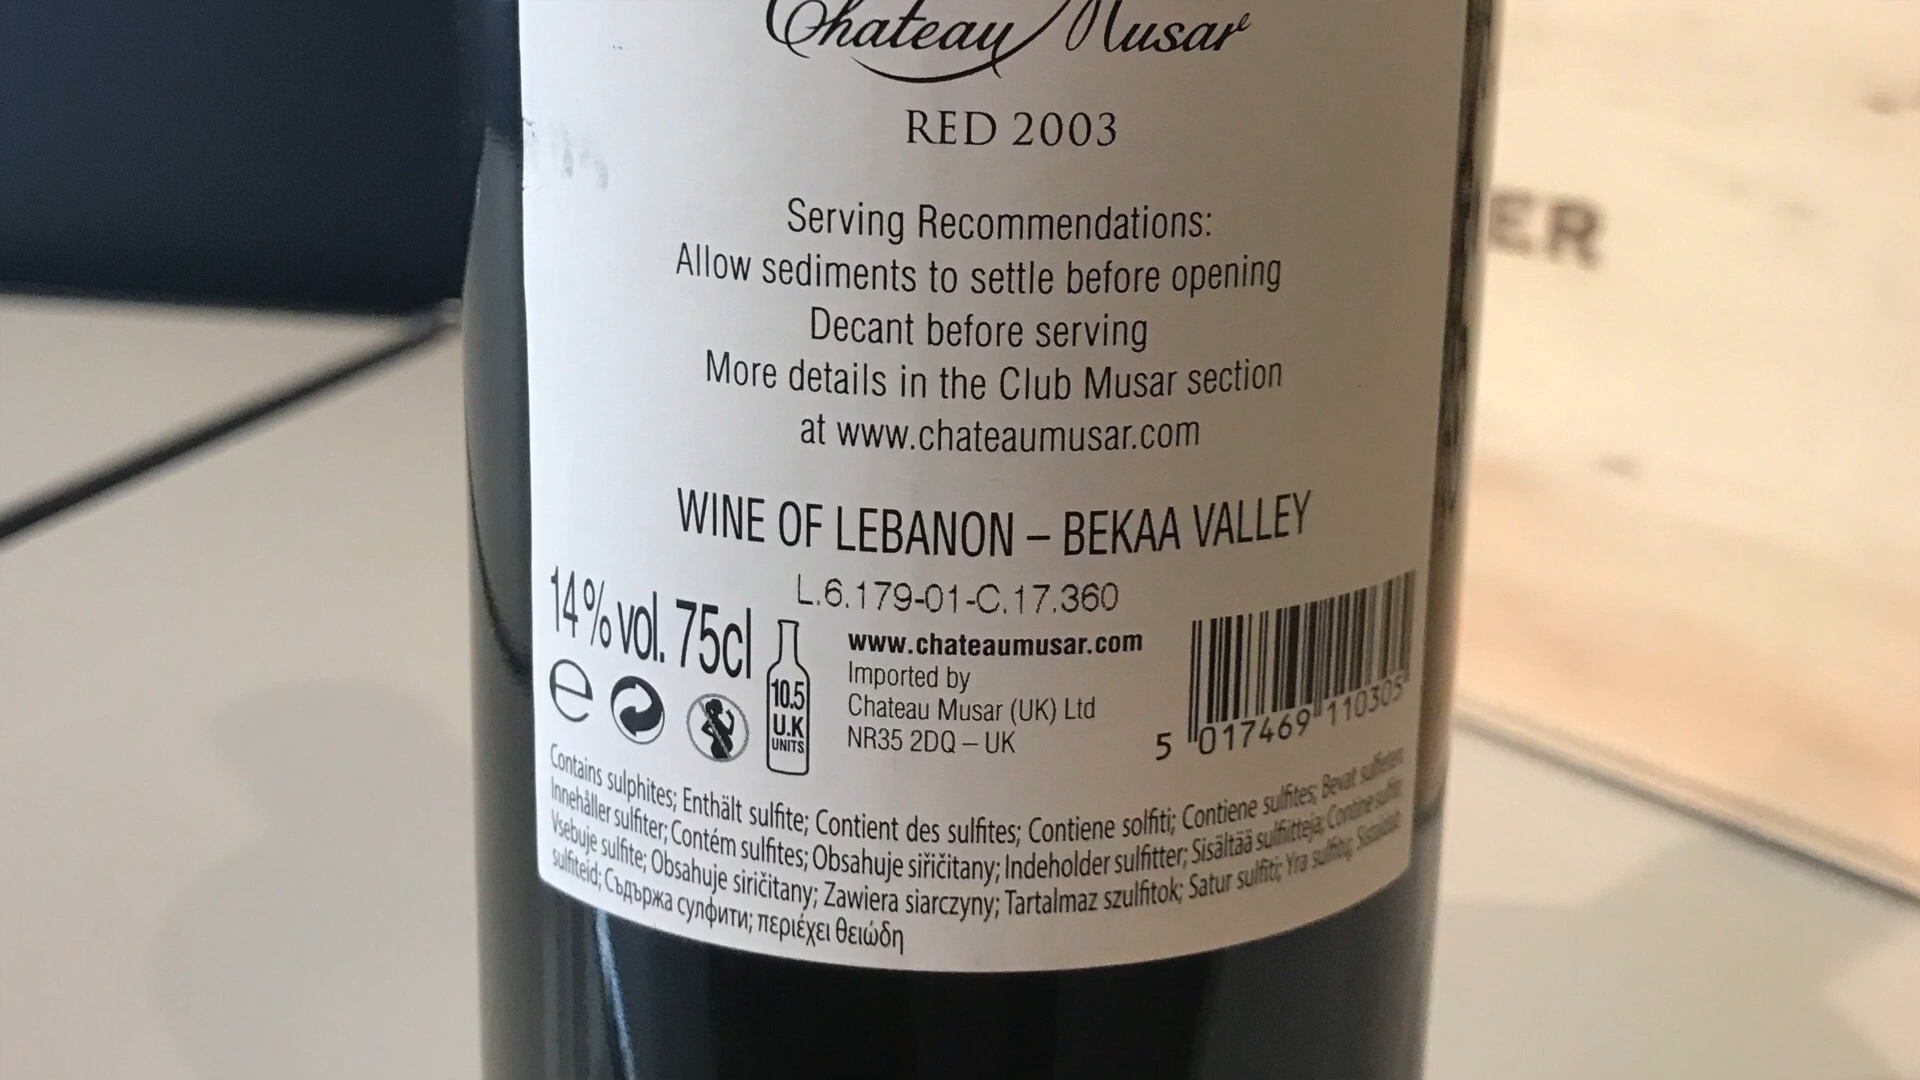 Chateau Musar
RED 2003
Serving Recommendations:
Allow sediments to settle before opening
Decant before serving
More details in the Club Musar section
at www.chateaumusar.com
WINE OF LEBANON – BEKAA VALLEY
L.6.179-01-C.17.360
14% vol. 75cl
e
10.5
U.K
UNITS
www.chateaumusar.com
Imported by
Chateau Musar (UK) Ltd
NR35 2DQ – UK
5 017469 110305
Contains sulphites; Enthält sulfite; Contient des sulfites; Contiene solfiti; Contiene sulfites; Bevat sulfieten;
Innehåller sulfiter; Contém sulfites; Obsahuje siřičitany; Indeholder sulfitter; Sisältää sulfiitteja; Conține sulfit;
Vsebuje sulfite; Obsahuje siričitany; Zawiera siarczyny; Tartalmaz szulfitok; Satur sulfiti; Yra sulfitų;
sulfiteid; Съдържа сулфити; περιέχει θειώδη
ER